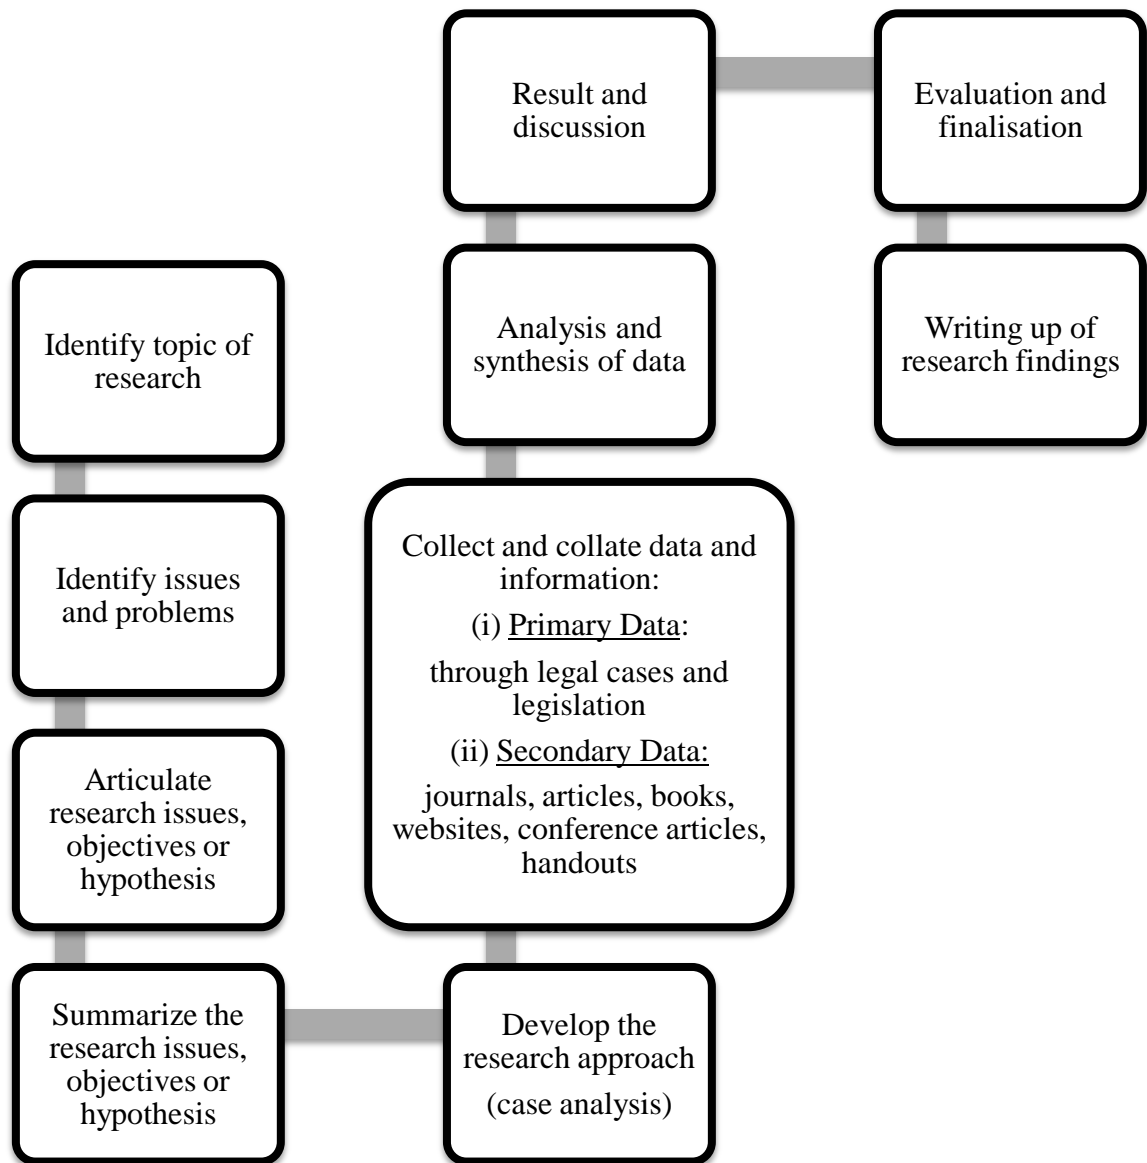 Identify topic of
research
Identify issues
and problems
Articulate
research issues,
objectives or
hypothesis
Summarize the
research issues,
objectives or
hypothesis
Develop the
research approach
(case analysis)
Collect and collate data and
information:
(i) Primary Data:
through legal cases and
legislation
(ii) Secondary Data:
journals, articles, books,
websites, conference articles,
handouts
Analysis and
synthesis of data
Result and
discussion
Evaluation and
finalisation
Writing up of
research findings